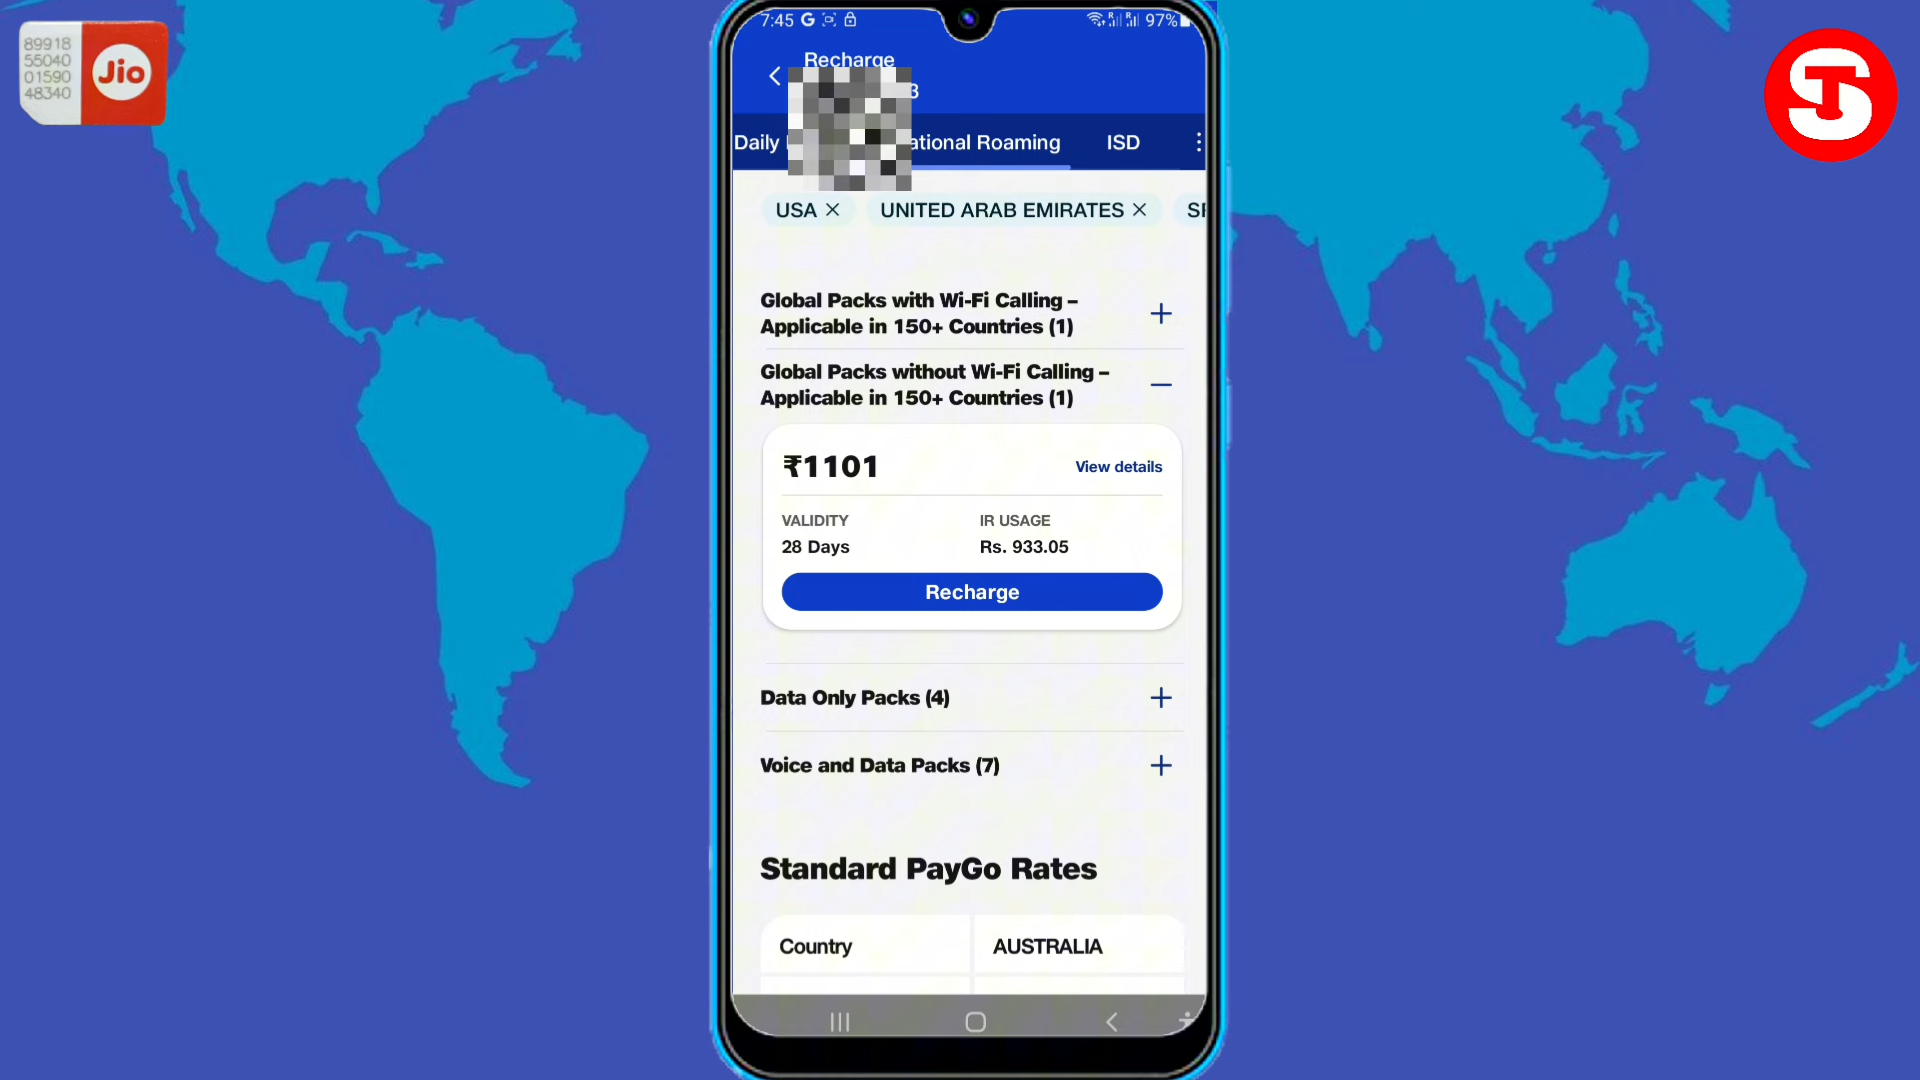 89918
55040
01590
48340
Jio
7:45
97%
Recharge
3
Daily
ational Roaming
ISD
USA
UNITED ARAB EMIRATES
Global Packs with Wi-Fi Calling –
Applicable in 150+ Countries (1)
Global Packs without Wi-Fi Calling –
Applicable in 150+ Countries (1)
₹1101
View details
VALIDITY
IR USAGE
28 Days
Rs. 933.05
Recharge
Data Only Packs (4)
Voice and Data Packs (7)
Standard PayGo Rates
Country
AUSTRALIA